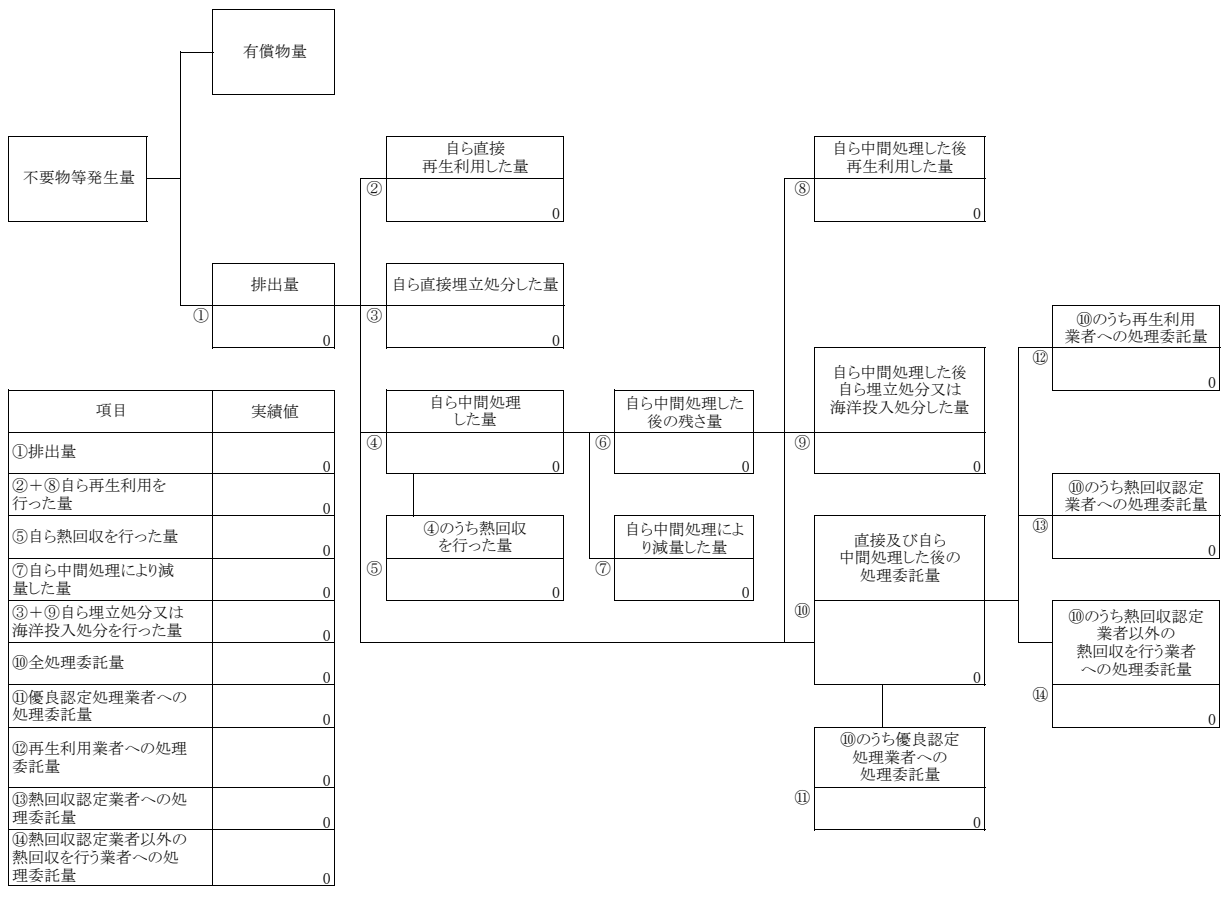 有償物量
不要物等発生量
自ら直接
再生利用した量
②
0
自ら中間処理した後
再生利用した量
⑧
0
排出量
①
0
自ら直接埋立処分した量
③
0
⑩のうち再生利用
業者への処理委託量
⑫
0
自ら中間処理した後
自ら埋立処分又は
海洋投入処分した量
⑨
0
自ら中間処理
した量
④
0
自ら中間処理した
後の残さ量
⑥
0
⑩のうち熱回収認定
業者への処理委託量
⑬
0
④のうち熱回収
を行った量
⑤
0
自ら中間処理によ
り減量した量
⑦
0
直接及び自ら
中間処理した後の
処理委託量
⑩
0
⑩のうち熱回収認定
業者以外の
熱回収を行う業者
への処理委託量
⑭
0
⑩のうち優良認定
処理業者への
処理委託量
⑪
0
項目 実績値
①排出量
0
②＋⑧自ら再生利用を
行った量
0
⑤自ら熱回収を行った量
0
⑦自ら中間処理により減
量した量
0
③＋⑨自ら埋立処分又は
海洋投入処分を行った量
0
⑩全処理委託量
0
⑪優良認定処理業者への
処理委託量
0
⑫再生利用業者への処理
委託量
0
⑬熱回収認定業者への処
理委託量
0
⑭熱回収認定業者以外の
熱回収を行う業者への処
理委託量
0